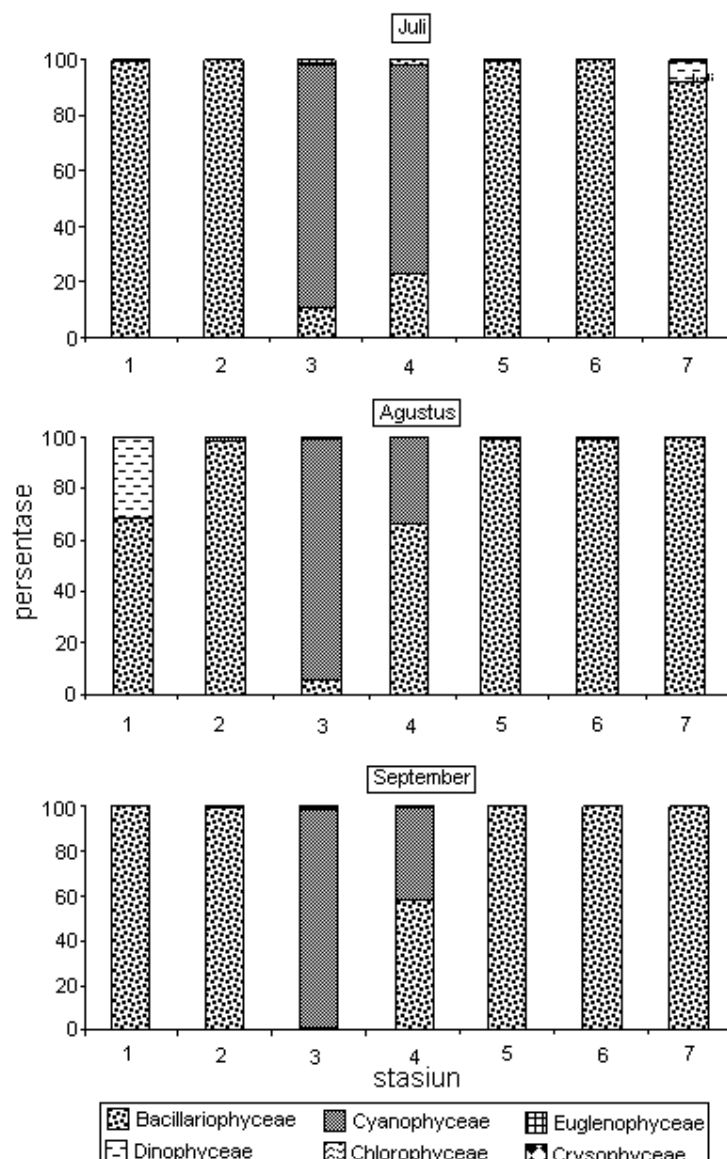 Juli
100
80
60
40
20
0
1 2 3 4 5 6 7
Agustus
100
80
60
40
20
0
1 2 3 4 5 6 7
persentase
September
100
80
60
40
20
0
1 2 3 4 5 6 7
stasiun
Bacillariophyceae Cyanophyceae Euglenophyceae
Dinophyceae Chlorophyceae Crysophyceae